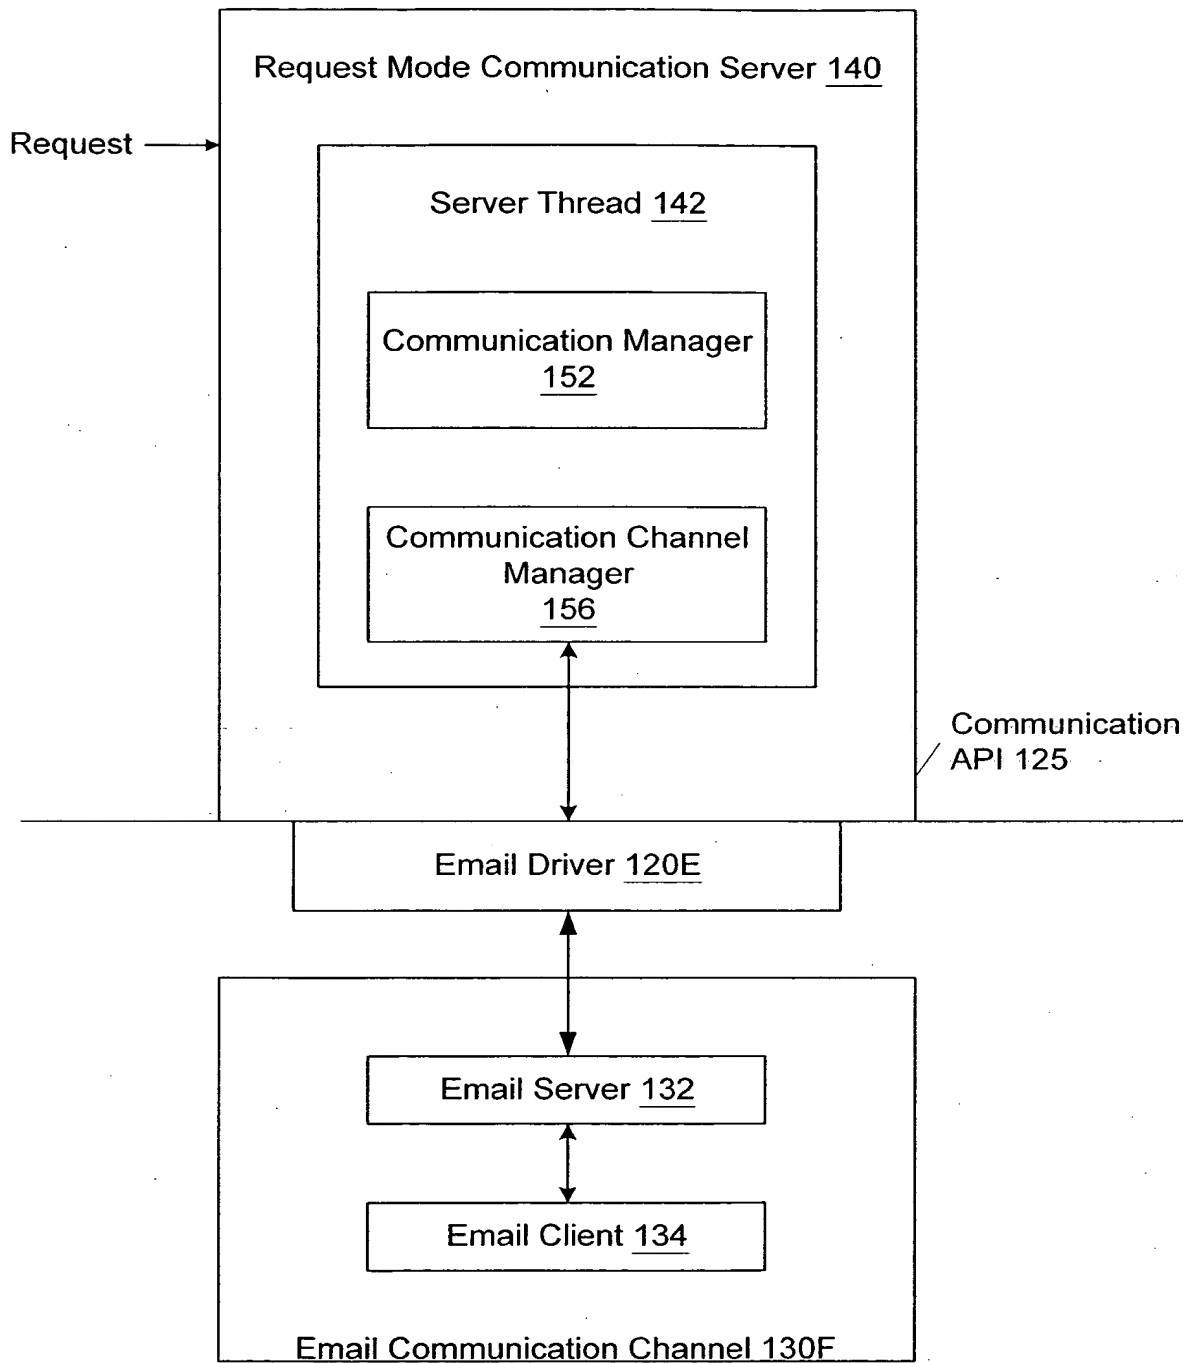 Request Mode Communication Server 140
Request
Server Thread 142
Communication Manager
152
Communication Channel
Manager
156
Communication
API 125
Email Driver 120E
Email Server 132
Email Client 134
Email Communication Channel 130F